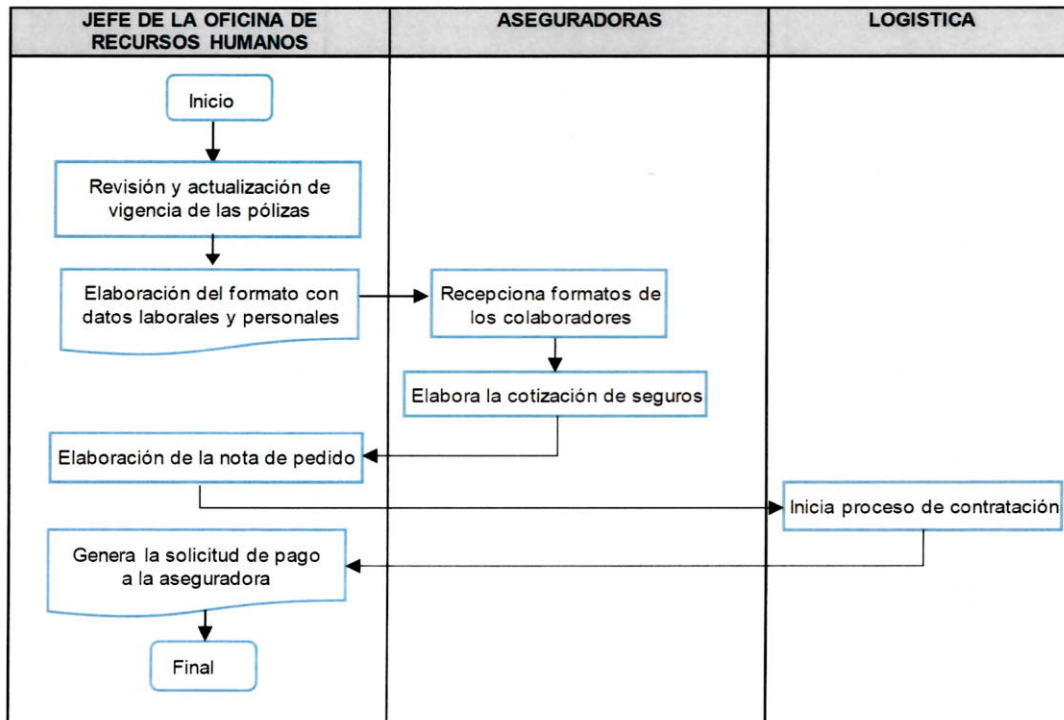 JEFE DE LA OFICINA DE
RECURSOS HUMANOS
ASEGURADORAS
LOGISTICA
Inicio
Revisión y actualización de
vigencia de las pólizas
Elaboración del formato con
datos laborales y personales
Recepciona formatos de
los colaboradores
Elabora la cotización de seguros
Elaboración de la nota de pedido
Inicia proceso de contratación
Genera la solicitud de pago
a la aseguradora
Final